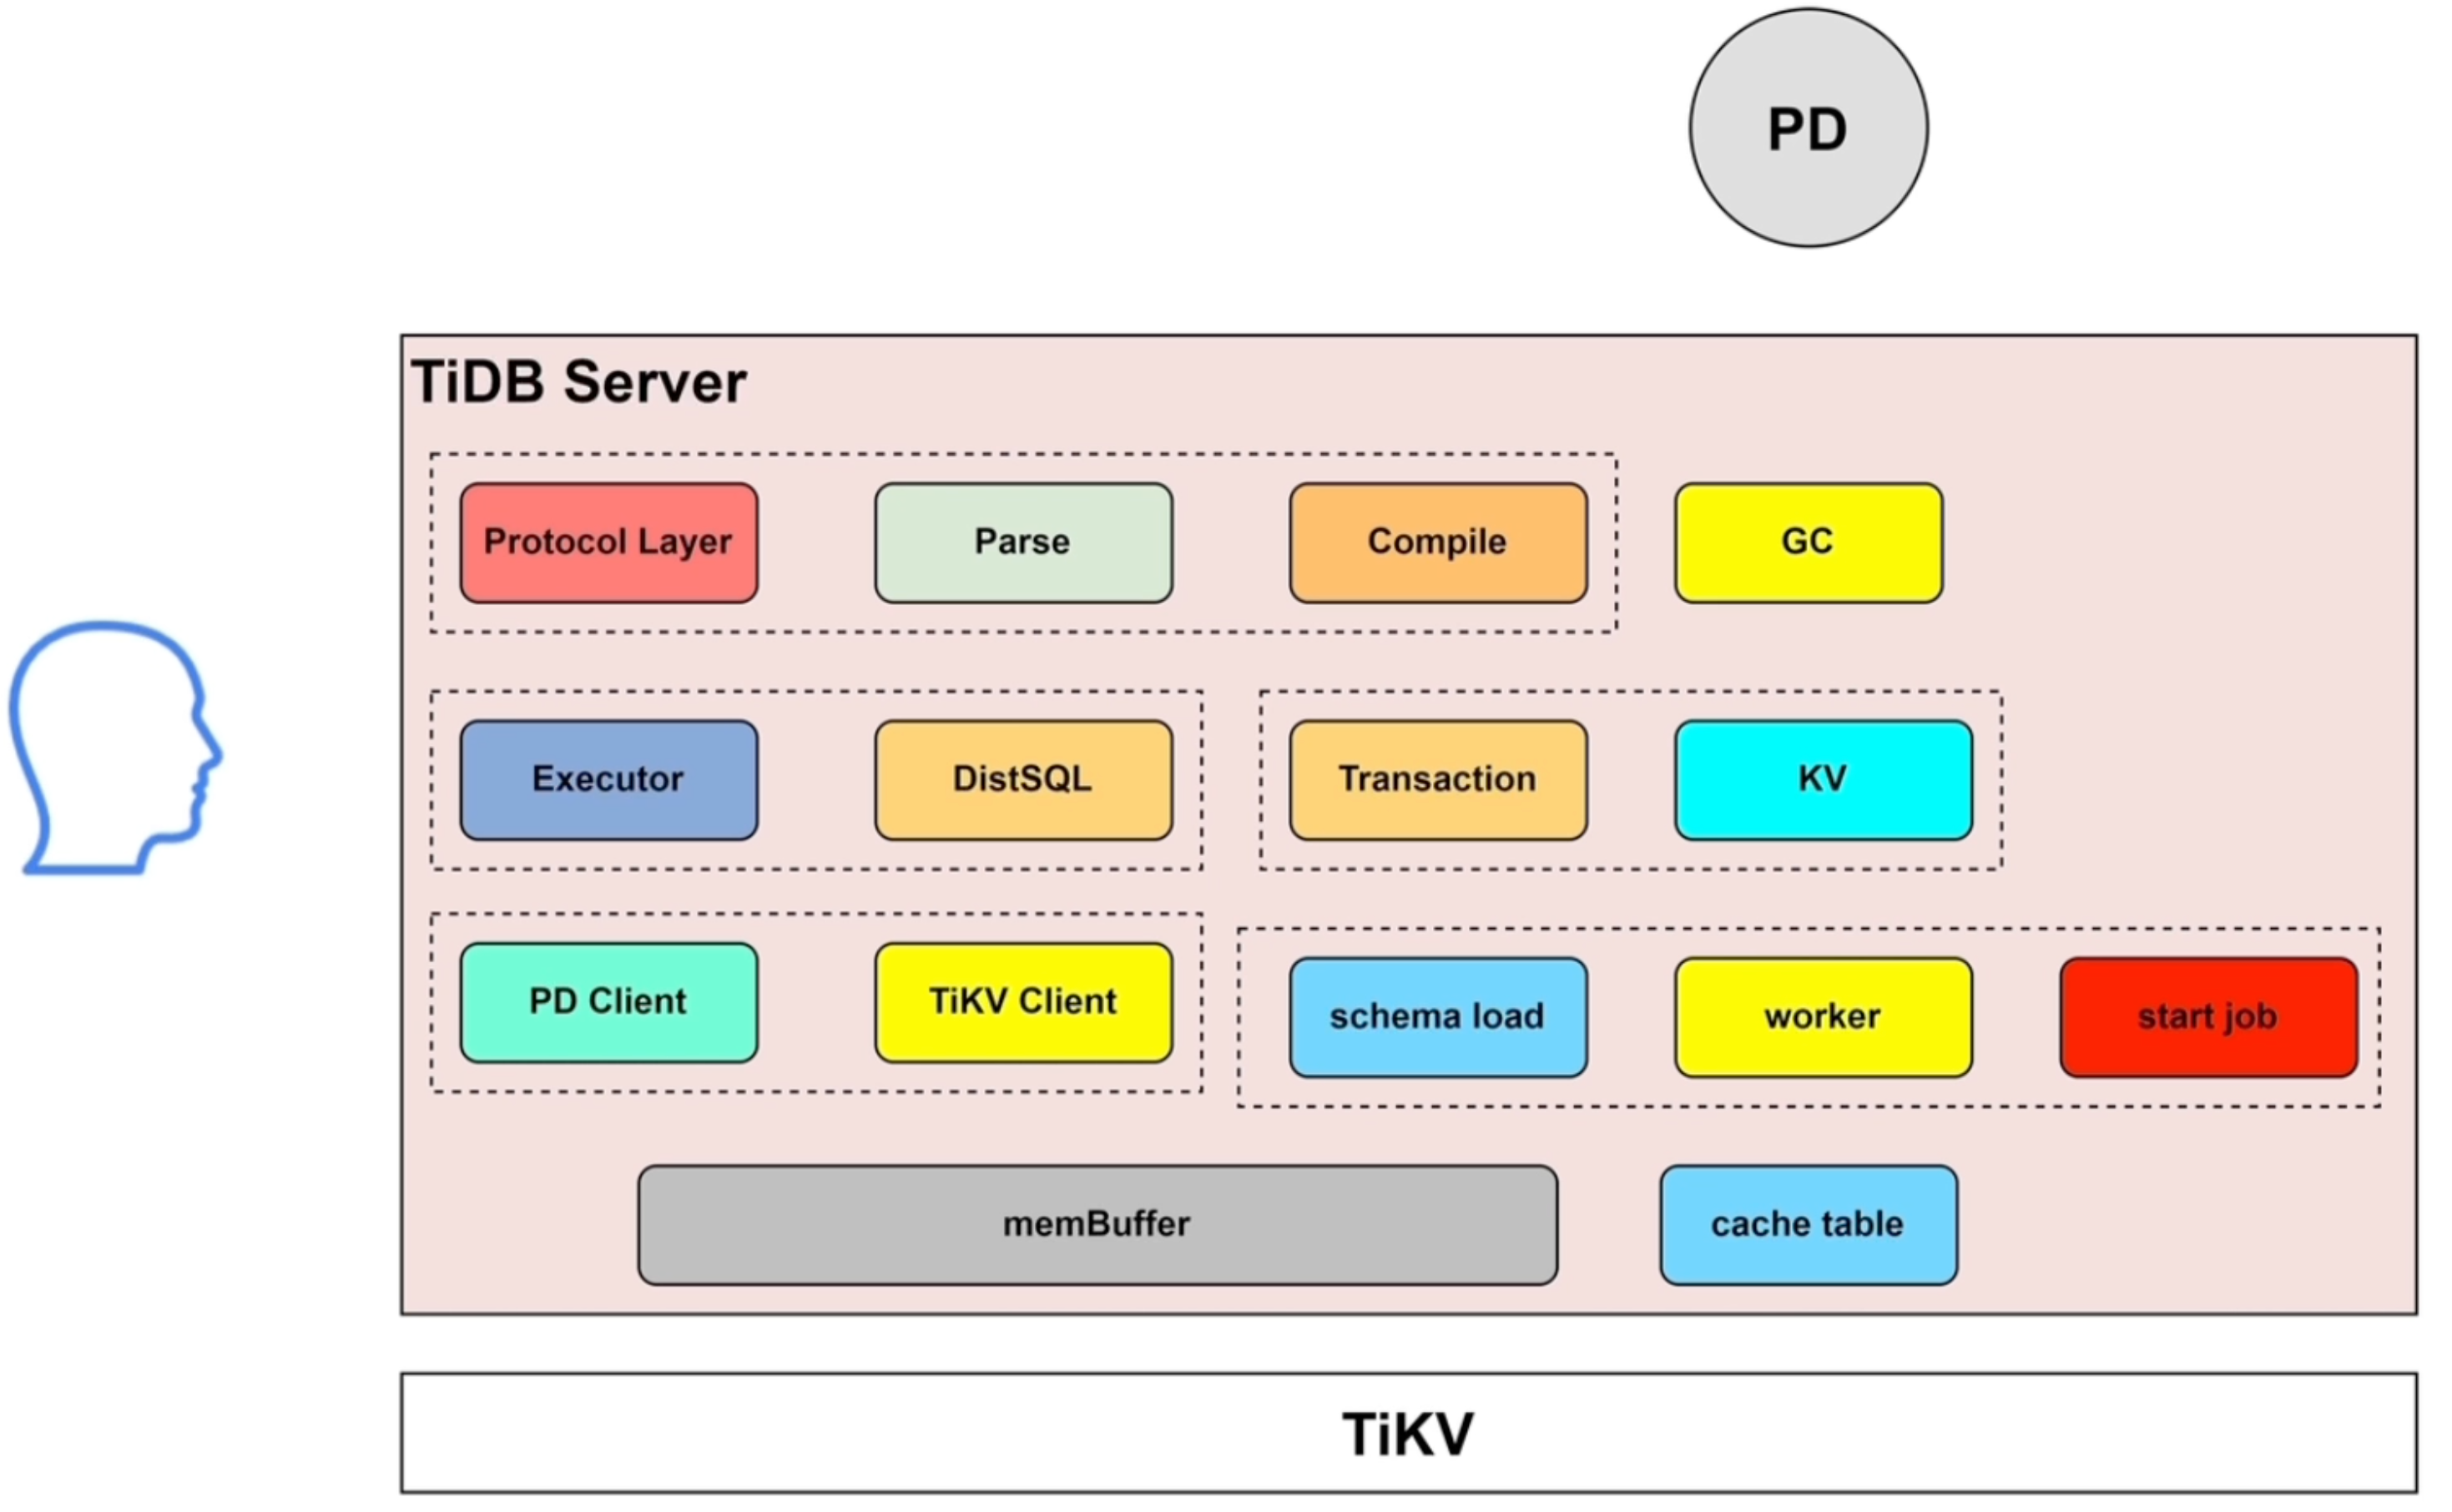 PD
TiDB Server
Protocol Layer
Parse
Compile
GC
Executor
DistSQL
Transaction
KV
PD Client
TiKV Client
schema load
worker
start job
memBuffer
cache table
TiKV